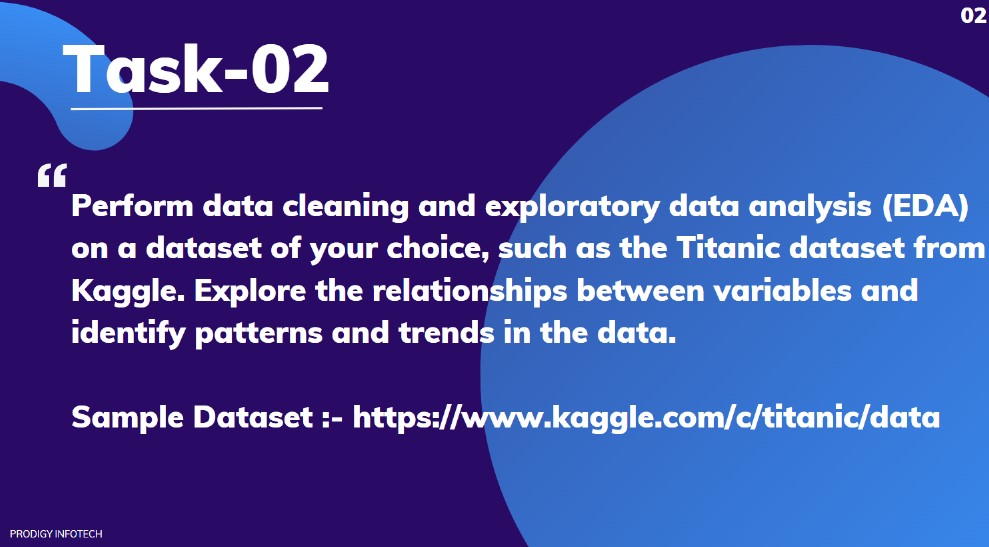 02
Task-02
“
Perform data cleaning and exploratory data analysis (EDA)
on a dataset of your choice, such as the Titanic dataset from
Kaggle. Explore the relationships between variables and
identify patterns and trends in the data.
Sample Dataset :- https://www.kaggle.com/c/titanic/data
PRODIGY INFOTECH